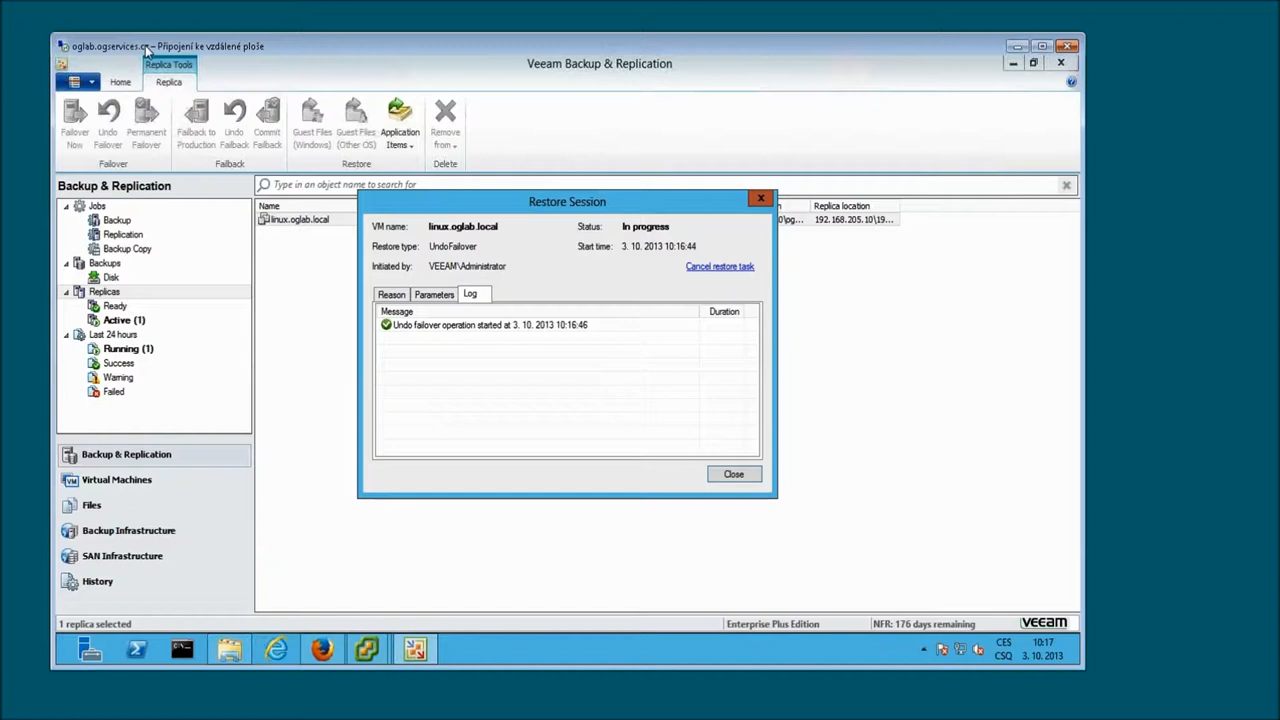 oglab.ogservices.cz – Připojení ke vzdálené ploše
Replica Tools
Veeam Backup & Replication
Home
Replica
Failover Now
Undo Failover
Permanent Failover
Failback to Production
Undo Failback
Commit Failback
Guest Files (Windows)
Guest Files (Other OS)
Application Items
Remove from
Failover
Failback
Restore
Delete
Backup & Replication
Type in an object name to search for
Jobs
Backup
Replication
Backup Copy
Backups
Disk
Replicas
Ready
Active (1)
Last 24 hours
Running (1)
Success
Warning
Failed
Name
Replica location
linux.oglab.local
192.168.205.10\19...
Restore Session
VM name: linux.oglab.local
Status: In progress
Restore type: UndoFailover
Start time: 3. 10. 2013 10:16:44
Initiated by: VEEAM\Administrator
Cancel restore task
Reason
Parameters
Log
Message
Duration
Undo failover operation started at 3. 10. 2013 10:16:46
Close
Backup & Replication
Virtual Machines
Files
Backup Infrastructure
SAN Infrastructure
History
1 replica selected
Enterprise Plus Edition
NFR: 176 days remaining
veeam
CES
10:17
CSQ
3. 10. 2013